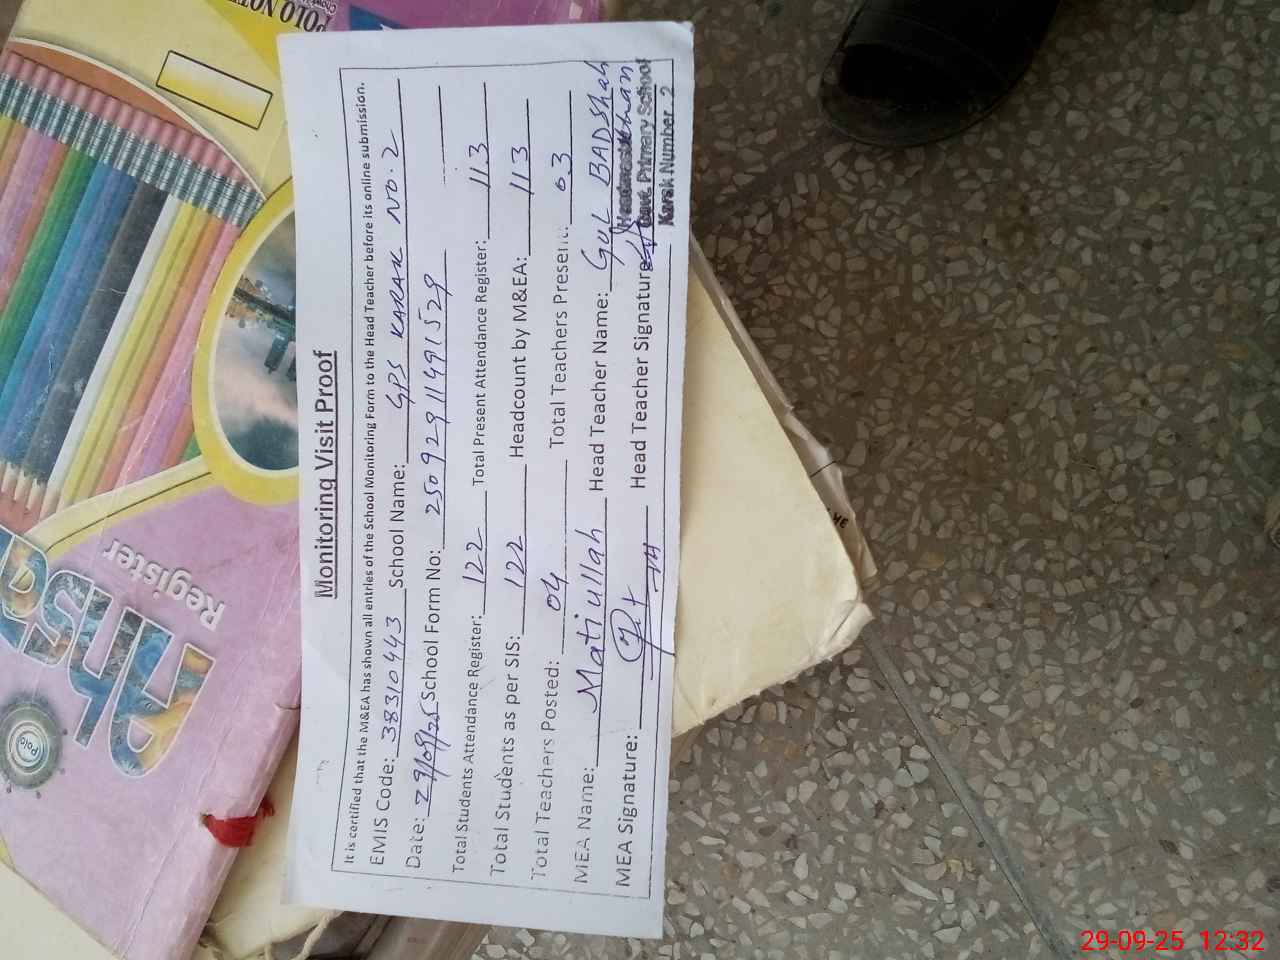 Monitoring Visit Proof
It is certified that the M&EA has shown all entries of the School Monitoring Form to the Head Teacher before its online submission.
EMIS Code: 38310443 School Name: GPS KARAK NO. 2
Date: 29/09/25 School Form No: 25092911491529
Total Students Attendance Register: 122 Total Present Attendance Register: 113
Total Students as per SIS: 122 Headcount by M&EA: 113
Total Teachers Posted: 04 Total Teachers Present: 03
MEA Name: Matiullah Head Teacher Name: GUL BADSHAH
MEA Signature: Head Teacher Signature:
Govt. Primary School
Karak Number 2
POLO NOT
Register
Polo
29-09-25 12:32